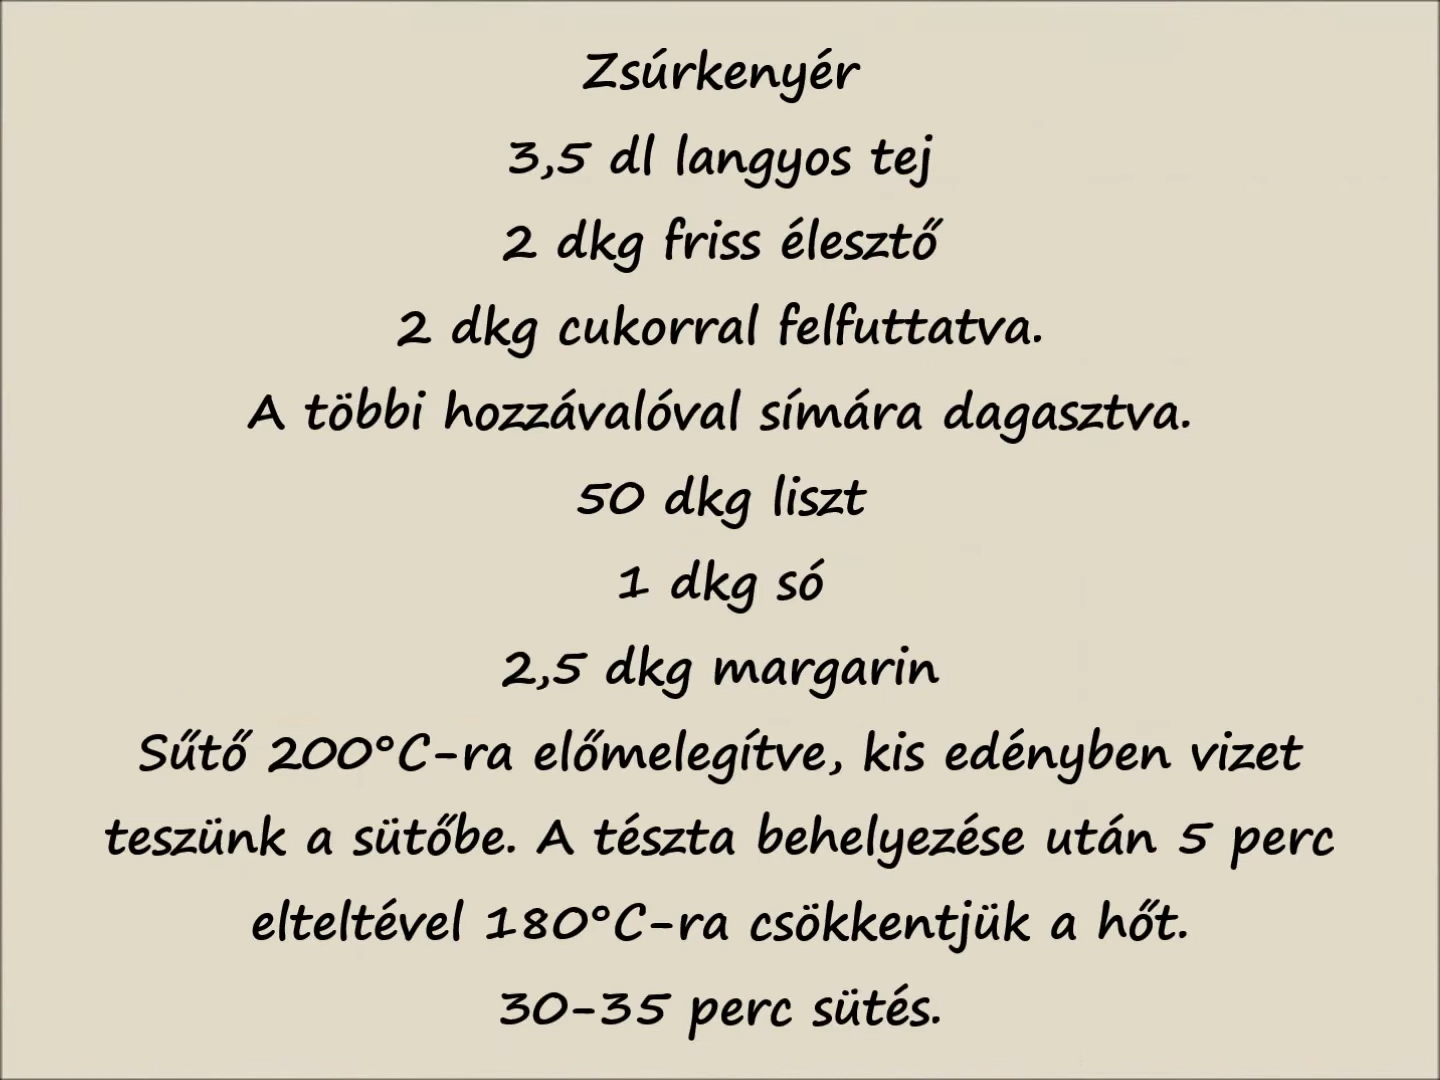 Zsúrkenyér
3,5 dl langyos tej
2 dkg friss élesztő
2 dkg cukorral felfuttatva.
A többi hozzávalóval símára dagasztva.
50 dkg liszt
1 dkg só
2,5 dkg margarin
Sűtő 200°C-ra előmelegítve, kis edényben vizet
teszünk a sütőbe. A tészta behelyezése után 5 perc
elteltével 180°C-ra csökkentjük a hőt.
30-35 perc sütés.